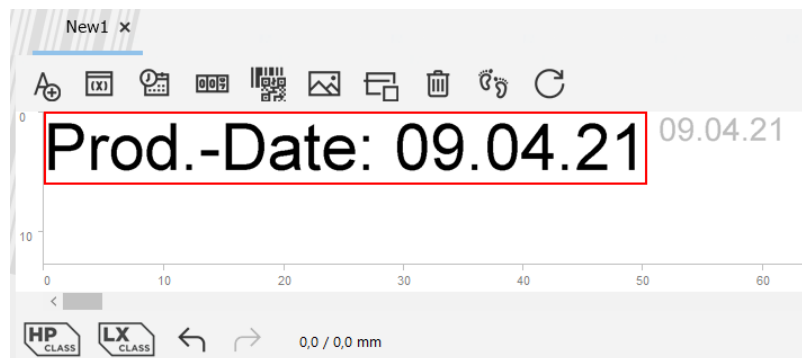 New1 ×
(X)
0
Prod.-Date: 09.04.21 09.04.21
10
0 10 20 30 40 50 60
HP CLASS LX CLASS 0,0 / 0,0 mm